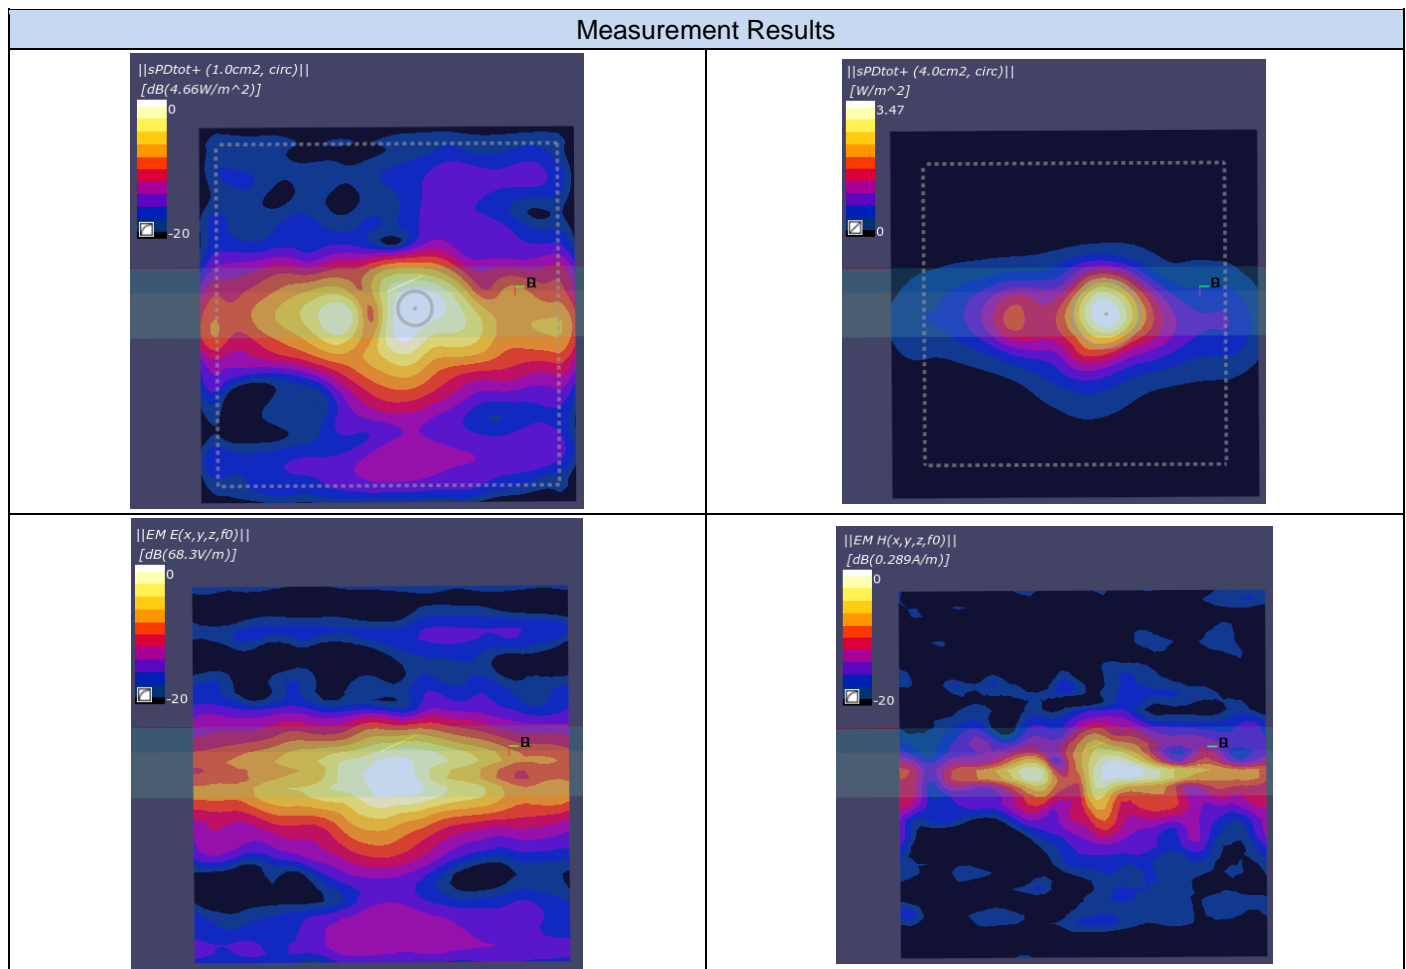 Measurement Results
||sPDtot+ (1.0cm2, circ)||
[dB(4.66W/m^2)]
0
-20
||sPDtot+ (4.0cm2, circ)||
[W/m^2]
3.47
0
||EM E(x,y,z,f0)||
[dB(68.3V/m)]
0
-20
||EM H(x,y,z,f0)||
[dB(0.289A/m)]
0
-20